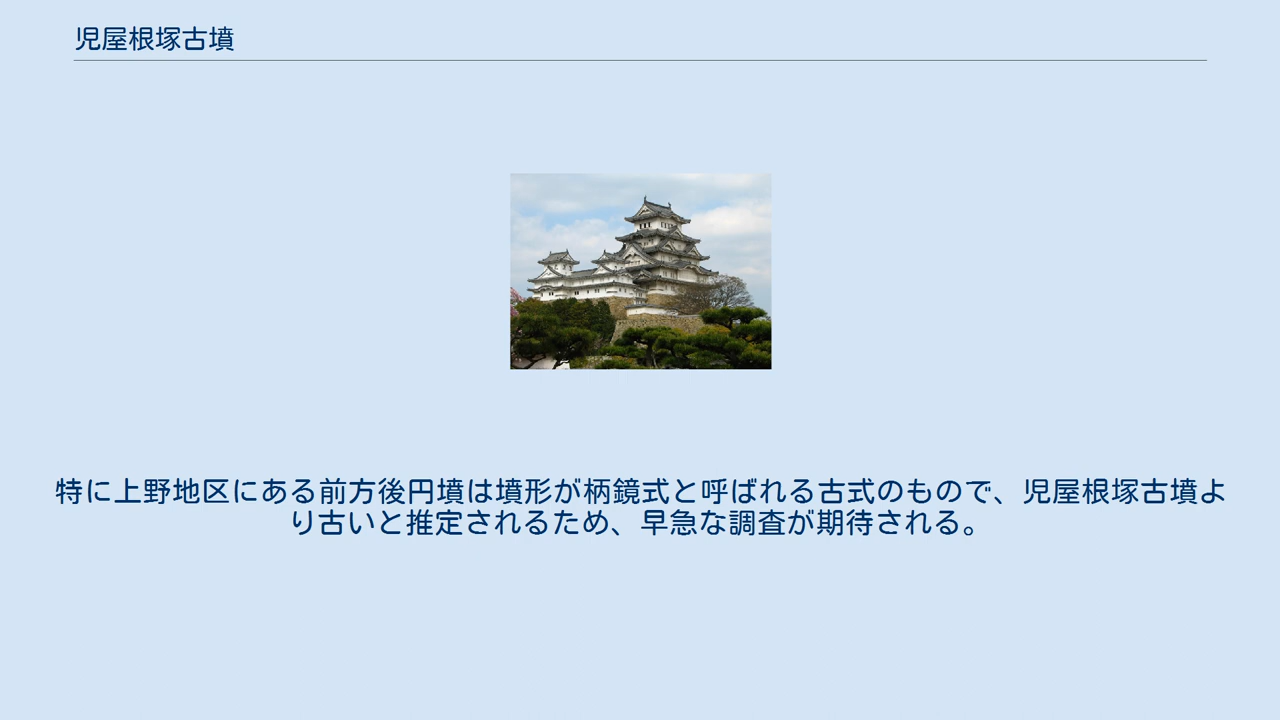 児屋根塚古墳
特に上野地区にある前方後円墳は墳形が柄鏡式と呼ばれる古式のもので、児屋根塚古墳よ
り古いと推定されるため、早急な調査が期待される。